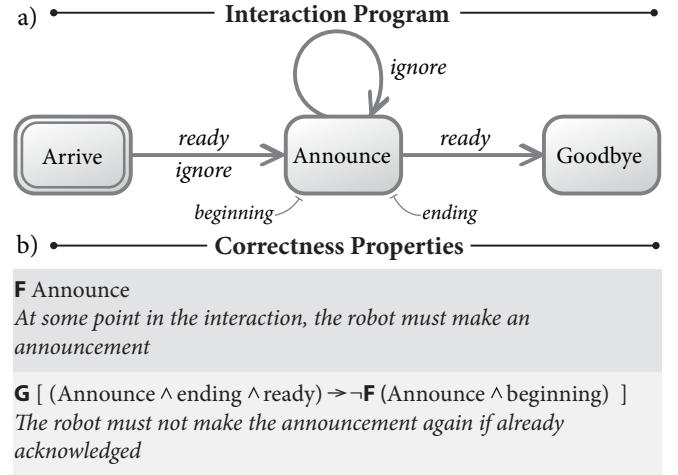 a) Interaction Program
ignore
ready
Arrive
Announce
ready
Goodbye
ignore
beginning
ending
b) Correctness Properties
F Announce
At some point in the interaction, the robot must make an
announcement
G [ (Announce ∧ ending ∧ ready) → ¬F (Announce ∧ beginning) ]
The robot must not make the announcement again if already
acknowledged